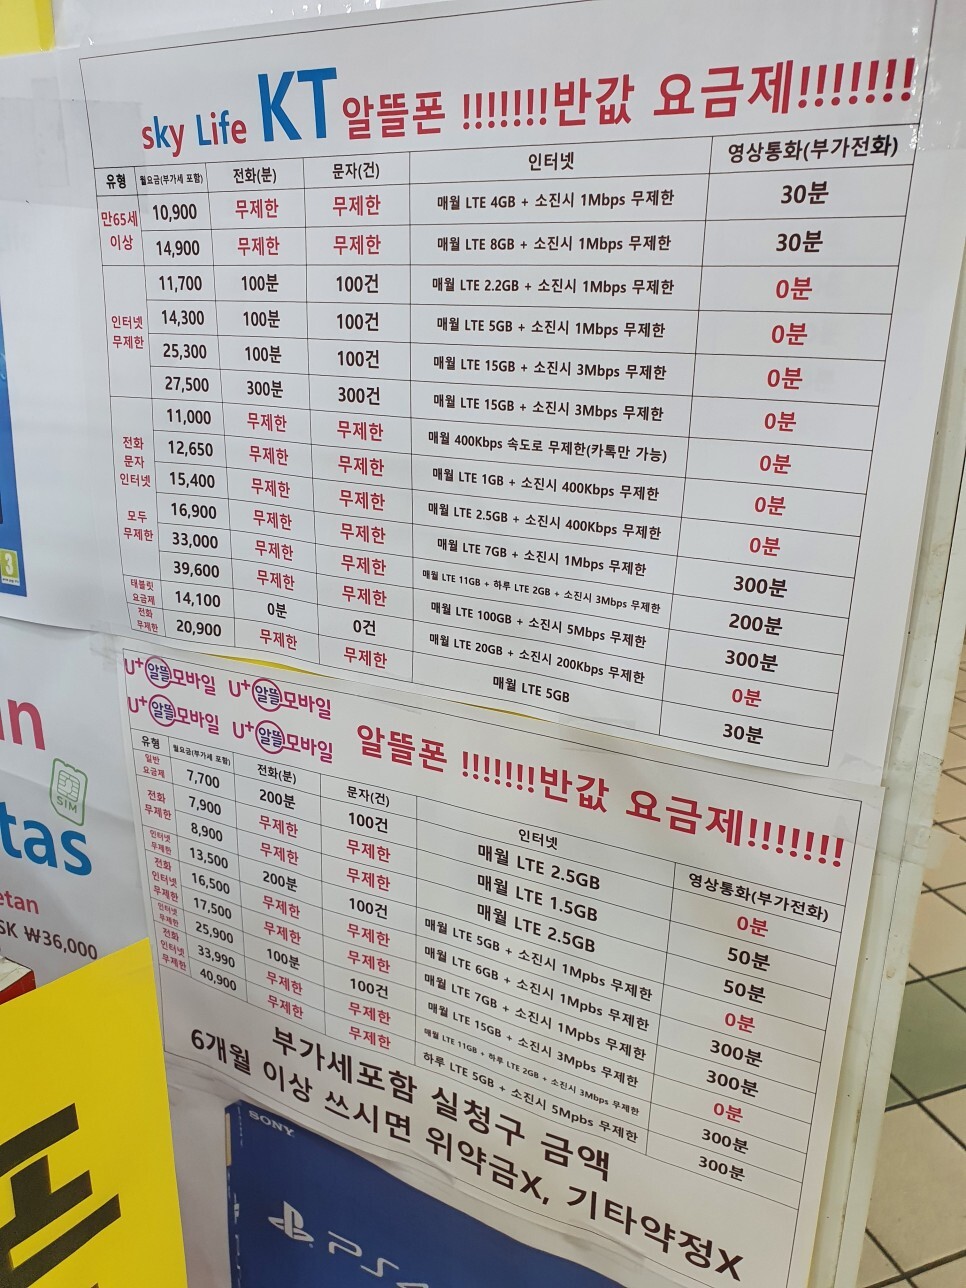 sky Life KT 알뜰폰 !!!!!!!반값 요금제!!!!!!!
유형 월요금(부가세 포함) 전화(분) 문자(건) 인터넷 영상통화(부가전화)
만65세 이상 10,900 무제한 무제한 매월 LTE 4GB + 소진시 1Mbps 무제한 30분
14,900 무제한 무제한 매월 LTE 8GB + 소진시 1Mbps 무제한 30분
인터넷 무제한 11,700 100분 100건 매월 LTE 2.2GB + 소진시 1Mbps 무제한 0분
14,300 100분 100건 매월 LTE 5GB + 소진시 1Mbps 무제한 0분
25,300 100분 100건 매월 LTE 15GB + 소진시 3Mbps 무제한 0분
27,500 300분 300건 매월 LTE 15GB + 소진시 3Mbps 무제한 0분
전화 문자 인터넷 모두 무제한 11,000 무제한 무제한 매월 400Kbps 속도로 무제한(카톡만 가능) 0분
12,650 무제한 무제한 매월 LTE 1GB + 소진시 400Kbps 무제한 0분
15,400 무제한 무제한 매월 LTE 2.5GB + 소진시 400Kbps 무제한 0분
16,900 무제한 무제한 매월 LTE 7GB + 소진시 1Mbps 무제한 300분
33,000 무제한 무제한 매월 LTE 11GB + 하루 LTE 2GB + 소진시 3Mbps 무제한 200분
39,600 무제한 무제한 매월 LTE 100GB + 소진시 5Mbps 무제한 300분
태블릿 요금제 14,100 0분 0건 매월 LTE 20GB + 소진시 200Kbps 무제한 0분
전화 무제한 20,900 무제한 무제한 매월 LTE 5GB 30분
U+알뜰모바일 U+알뜰모바일
U+알뜰모바일 U+알뜰모바일
알뜰폰 !!!!!!!반값 요금제!!!!!!!
유형 월요금(부가세 포함) 전화(분) 문자(건) 인터넷 영상통화(부가전화)
일반 요금제 7,700 200분 100건 매월 LTE 2.5GB 0분
전화 무제한 7,900 무제한 무제한 매월 LTE 1.5GB 50분
8,900 무제한 무제한 매월 LTE 2.5GB 50분
인터넷 무제한 13,500 200분 100건 매월 LTE 5GB + 소진시 1Mpbs 무제한 0분
전화 인터넷 무제한 16,500 무제한 무제한 매월 LTE 6GB + 소진시 1Mpbs 무제한 300분
17,500 무제한 무제한 매월 LTE 7GB + 소진시 1Mpbs 무제한 300분
인터넷 무제한 25,900 100분 100건 매월 LTE 15GB + 소진시 3Mpbs 무제한 0분
전화 인터넷 무제한 33,990 무제한 무제한 매월 LTE 11GB + 하루 LTE 2GB + 소진시 3Mbps 무제한 300분
40,900 무제한 무제한 하루 LTE 5GB + 소진시 5Mpbs 무제한 300분
부가세포함 실청구 금액
6개월 이상 쓰시면 위약금X, 기타약정X
SIM
tas
etan
SK ₩36,000
3
SONY
PS4